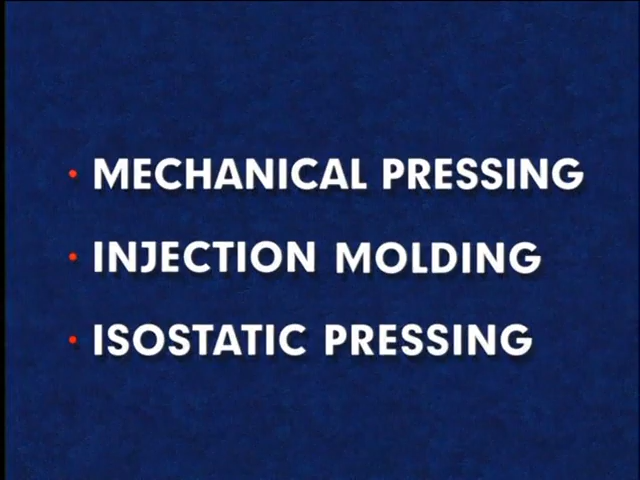 • MECHANICAL PRESSING
• INJECTION MOLDING
• ISOSTATIC PRESSING